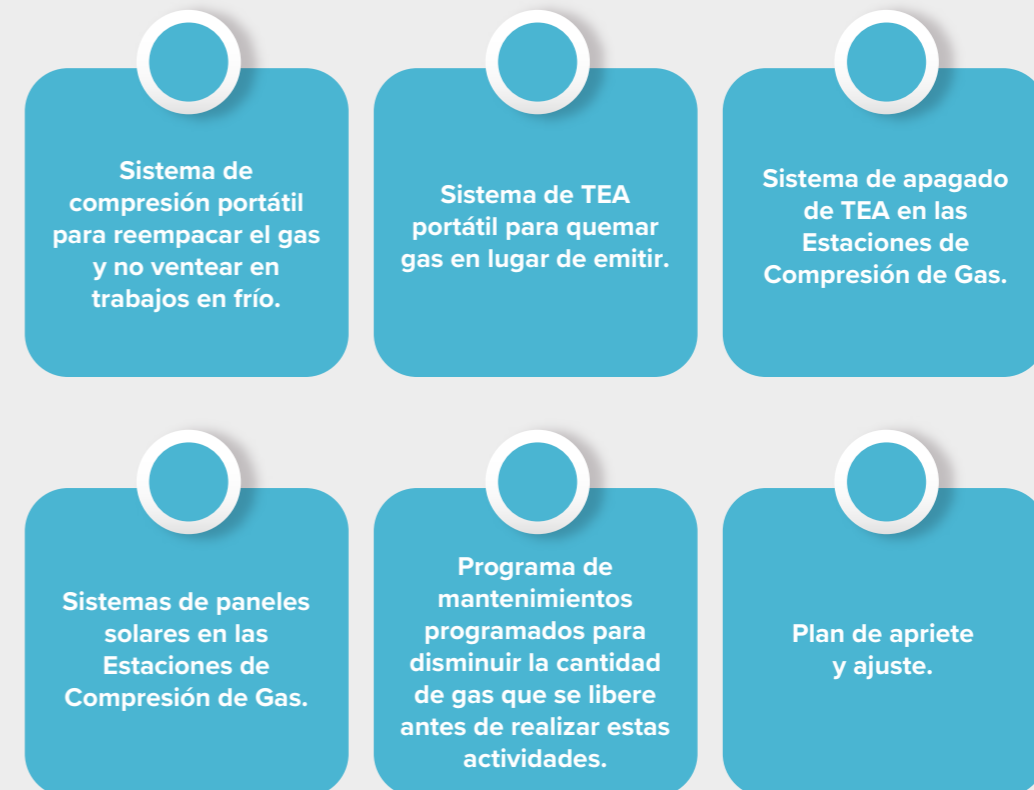 Sistema de
compresión portátil
para reempacar el gas
y no ventear en
trabajos en frío.
Sistema de TEA
portátil para quemar
gas en lugar de emitir.
Sistema de apagado
de TEA en las
Estaciones de
Compresión de Gas.
Sistemas de paneles
solares en las
Estaciones de
Compresión de Gas.
Programa de
mantenimientos
programados para
disminuir la cantidad
de gas que se libere
antes de realizar estas
actividades.
Plan de apriete
y ajuste.